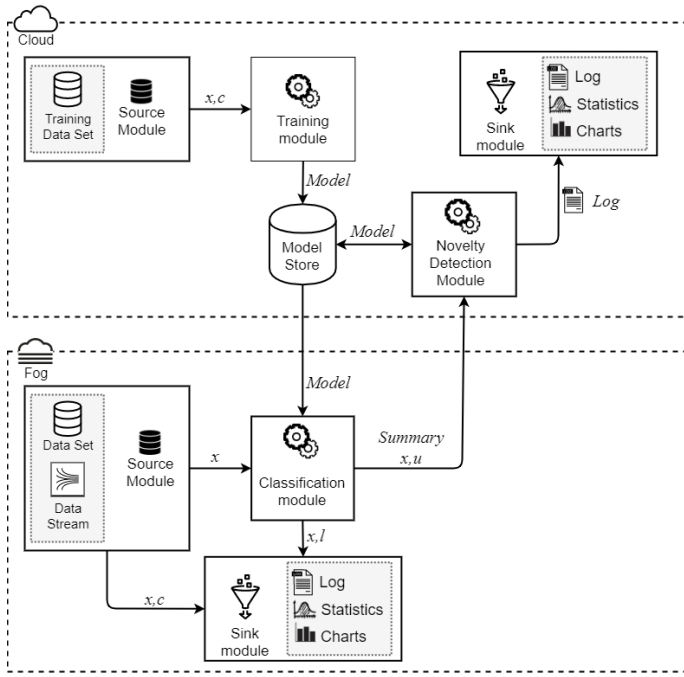 Cloud
Training
Data Set
Source
Module
x,c
Training
module
Sink
module
Log
Statistics
Charts
Model
Log
Model
Store
Model
Novelty
Detection
Module
Fog
Model
Data Set
Data
Stream
Source
Module
x
Classification
module
Summary
x,u
x,l
x,c
Sink
module
Log
Statistics
Charts